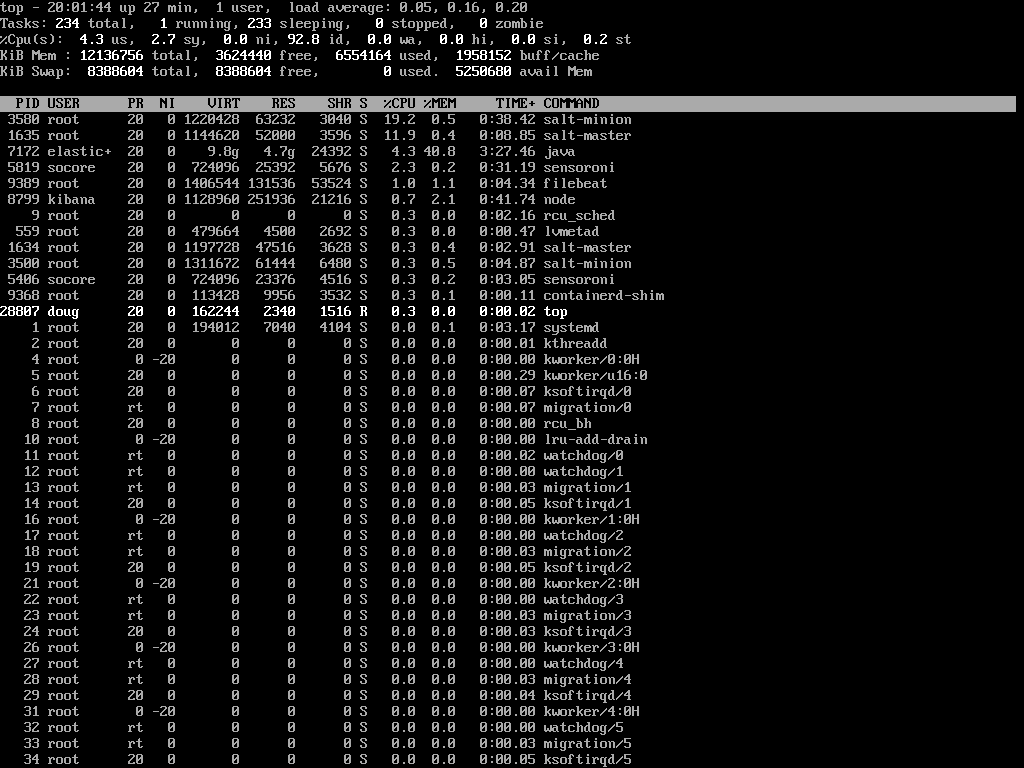 top - 20:01:44 up 27 min,  1 user,  load average: 0.05, 0.16, 0.20
Tasks: 234 total,   1 running, 233 sleeping,   0 stopped,   0 zombie
%Cpu(s):  4.3 us,  2.7 sy,  0.0 ni, 92.8 id,  0.0 wa,  0.0 hi,  0.0 si,  0.2 st
KiB Mem : 12136756 total,  3624440 free,  6554164 used,  1958152 buff/cache
KiB Swap:  8388604 total,  8388604 free,        0 used.  5250680 avail Mem
  PID USER      PR  NI    VIRT    RES    SHR S  %CPU %MEM     TIME+ COMMAND
 3580 root      20   0 1220428  63232   3040 S  19.2  0.5   0:38.42 salt-minion
 1635 root      20   0 1144620  52000   3596 S  11.9  0.4   0:08.85 salt-master
 7172 elastic+  20   0    9.8g   4.7g  24392 S   4.3 40.8   3:27.46 java
 5819 socore    20   0  724096  25392   5676 S   2.3  0.2   0:31.19 sensoroni
 9389 root      20   0 1406544 131536  53524 S   1.0  1.1   0:04.34 filebeat
 8799 kibana    20   0 1128960 251936  21216 S   0.7  2.1   0:41.74 node
    9 root      20   0       0      0      0 S   0.3  0.0   0:02.16 rcu_sched
  559 root      20   0  479664   4500   2692 S   0.3  0.0   0:00.47 lvmetad
 1634 root      20   0 1197728  47516   3628 S   0.3  0.4   0:02.91 salt-master
 3500 root      20   0 1311672  61444   6480 S   0.3  0.5   0:04.87 salt-minion
 5406 socore    20   0  724096  23376   4516 S   0.3  0.2   0:03.05 sensoroni
 9368 root      20   0  113428   9956   3532 S   0.3  0.1   0:00.11 containerd-shim
28807 doug      20   0  162244   2340   1516 R   0.3  0.0   0:00.02 top
    1 root      20   0  194012   7040   4104 S   0.0  0.1   0:03.17 systemd
    2 root      20   0       0      0      0 S   0.0  0.0   0:00.01 kthreadd
    4 root       0 -20       0      0      0 S   0.0  0.0   0:00.00 kworker/0:0H
    5 root      20   0       0      0      0 S   0.0  0.0   0:00.29 kworker/u16:0
    6 root      20   0       0      0      0 S   0.0  0.0   0:00.07 ksoftirqd/0
    7 root      rt   0       0      0      0 S   0.0  0.0   0:00.07 migration/0
    8 root      20   0       0      0      0 S   0.0  0.0   0:00.00 rcu_bh
   10 root       0 -20       0      0      0 S   0.0  0.0   0:00.00 lru-add-drain
   11 root      rt   0       0      0      0 S   0.0  0.0   0:00.02 watchdog/0
   12 root      rt   0       0      0      0 S   0.0  0.0   0:00.00 watchdog/1
   13 root      rt   0       0      0      0 S   0.0  0.0   0:00.03 migration/1
   14 root      20   0       0      0      0 S   0.0  0.0   0:00.05 ksoftirqd/1
   16 root       0 -20       0      0      0 S   0.0  0.0   0:00.00 kworker/1:0H
   17 root      rt   0       0      0      0 S   0.0  0.0   0:00.00 watchdog/2
   18 root      rt   0       0      0      0 S   0.0  0.0   0:00.03 migration/2
   19 root      20   0       0      0      0 S   0.0  0.0   0:00.05 ksoftirqd/2
   21 root       0 -20       0      0      0 S   0.0  0.0   0:00.00 kworker/2:0H
   22 root      rt   0       0      0      0 S   0.0  0.0   0:00.00 watchdog/3
   23 root      rt   0       0      0      0 S   0.0  0.0   0:00.03 migration/3
   24 root      20   0       0      0      0 S   0.0  0.0   0:00.03 ksoftirqd/3
   26 root       0 -20       0      0      0 S   0.0  0.0   0:00.00 kworker/3:0H
   27 root      rt   0       0      0      0 S   0.0  0.0   0:00.00 watchdog/4
   28 root      rt   0       0      0      0 S   0.0  0.0   0:00.03 migration/4
   29 root      20   0       0      0      0 S   0.0  0.0   0:00.04 ksoftirqd/4
   31 root       0 -20       0      0      0 S   0.0  0.0   0:00.00 kworker/4:0H
   32 root      rt   0       0      0      0 S   0.0  0.0   0:00.00 watchdog/5
   33 root      rt   0       0      0      0 S   0.0  0.0   0:00.03 migration/5
   34 root      20   0       0      0      0 S   0.0  0.0   0:00.05 ksoftirqd/5